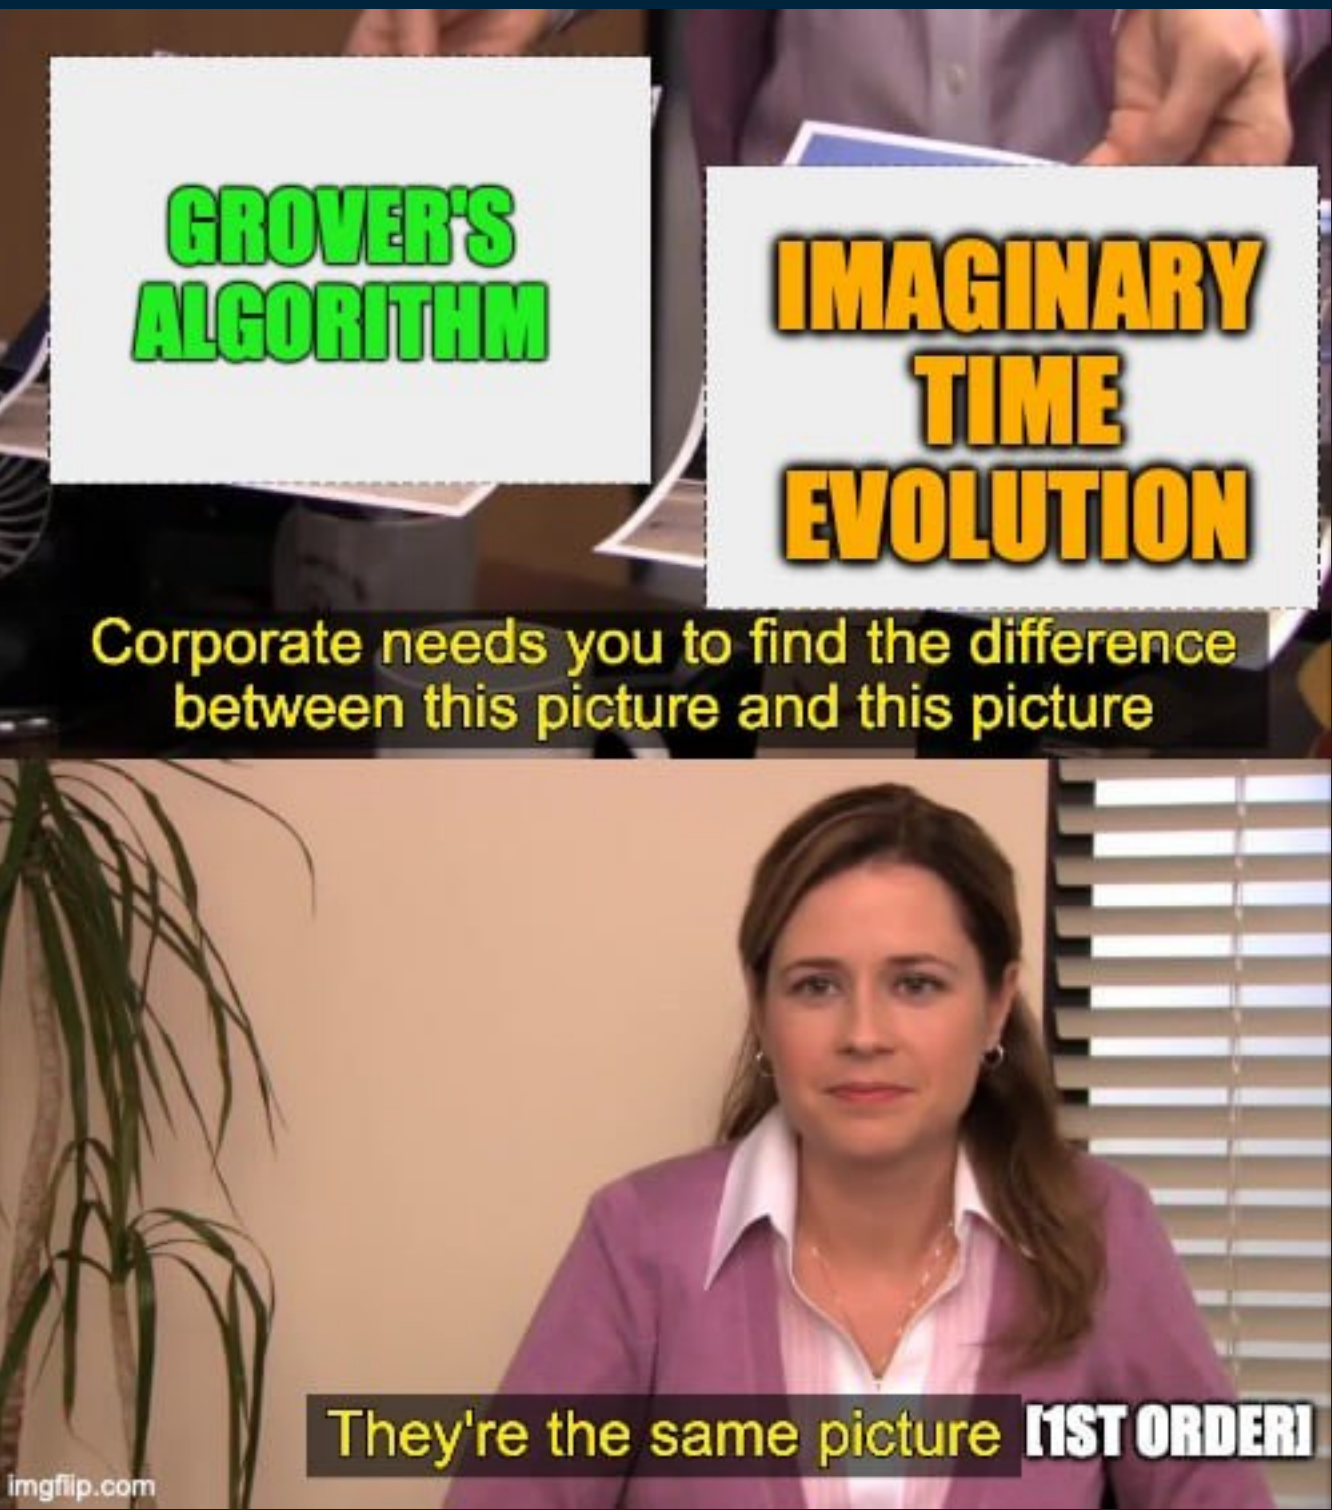 GROVER'S
ALGORITHM
IMAGINARY
TIME
EVOLUTION
Corporate needs you to find the difference
between this picture and this picture
They're the same picture [1ST ORDER]
imgflip.com